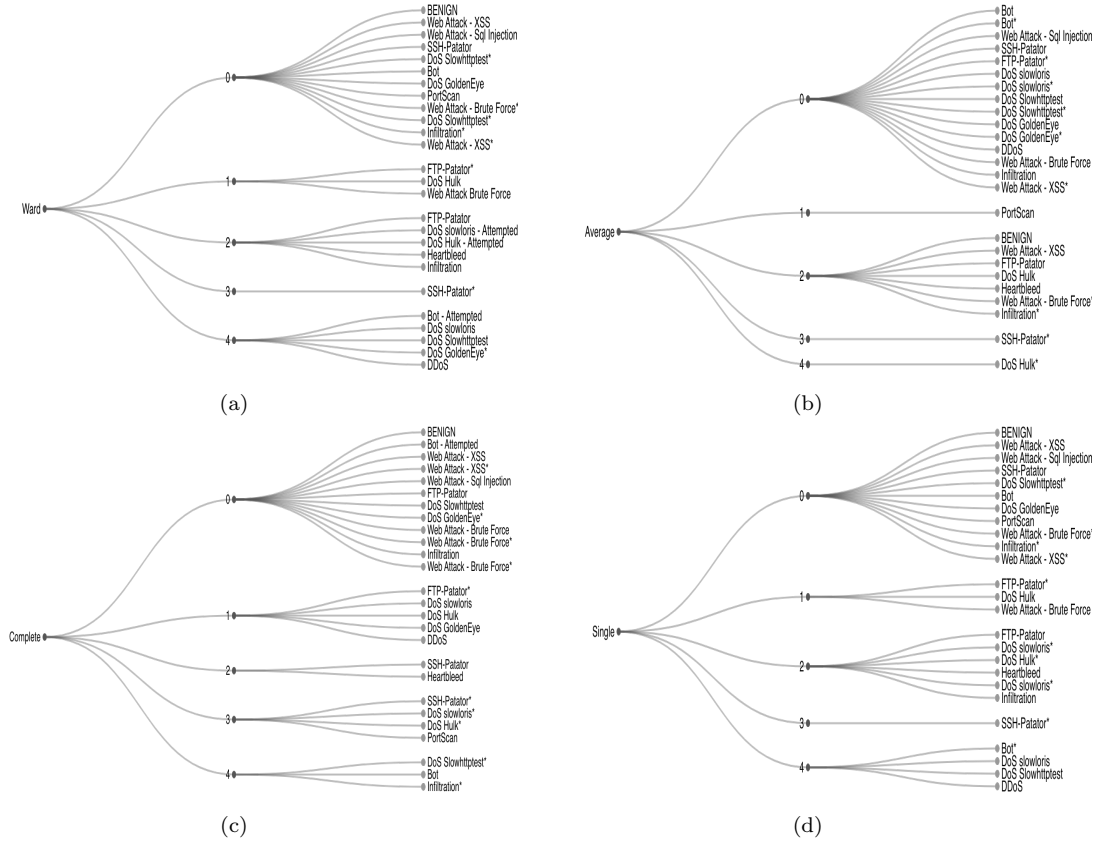 BENIGN
Web Attack - XSS
Web Attack - Sql Injection
SSH-Patator
DoS Slowhttptest*
Bot
0
DoS GoldenEye
PortScan
Web Attack - Brute Force*
DoS Slowhttptest*
Infiltration*
Web Attack - XSS*
FTP-Patator*
1
DoS Hulk
Web Attack Brute Force
Ward
FTP-Patator
DoS slowloris - Attempted
2
DoS Hulk - Attempted
Heartbleed
Infiltration
3
SSH-Patator*
Bot - Attempted
DoS slowloris
4
DoS Slowhttptest
DoS GoldenEye*
DDoS
(a)
Bot
Bot*
Web Attack - Sql Injection
SSH-Patator
FTP-Patator*
DoS slowloris
DoS slowloris*
0
DoS Slowhttptest
DoS Slowhttptest*
DoS GoldenEye
DoS GoldenEye*
DDoS
Web Attack - Brute Force
Infiltration
Web Attack - XSS*
1
PortScan
Average
BENIGN
Web Attack - XSS
FTP-Patator
2
DoS Hulk
Heartbleed
Web Attack - Brute Force*
Infiltration*
3
SSH-Patator*
4
DoS Hulk*
(b)
BENIGN
Bot - Attempted
Web Attack - XSS
Web Attack - XSS*
Web Attack - Sql Injection
FTP-Patator
0
DoS Slowhttptest
DoS GoldenEye*
Web Attack - Brute Force
Web Attack - Brute Force*
Infiltration
Web Attack - Brute Force*
FTP-Patator*
DoS slowloris
1
DoS Hulk
DoS GoldenEye
DDoS
Complete
SSH-Patator
2
Heartbleed
SSH-Patator*
DoS slowloris*
3
DoS Hulk*
PortScan
DoS Slowhttptest*
4
Bot
Infiltration*
(c)
BENIGN
Web Attack - XSS
Web Attack - Sql Injection
SSH-Patator
DoS Slowhttptest*
0
Bot
DoS GoldenEye
PortScan
Web Attack - Brute Force*
Infiltration*
Web Attack - XSS*
FTP-Patator*
1
DoS Hulk
Web Attack - Brute Force
Single
FTP-Patator
DoS slowloris*
DoS Hulk*
2
Heartbleed
DoS slowloris*
Infiltration
3
SSH-Patator*
Bot*
DoS slowloris
4
DoS Slowhttptest
DDoS
(d)